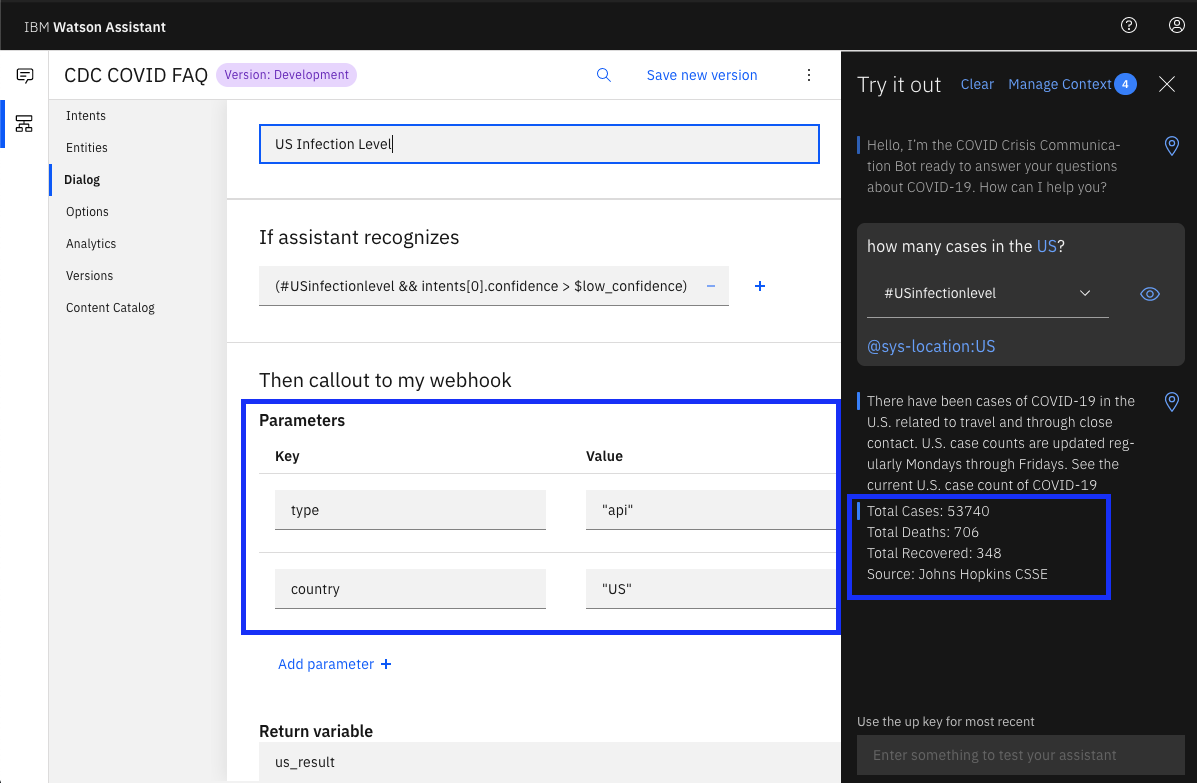 IBM Watson Assistant
CDC COVID FAQ
Version: Development
Save new version
Intents
Entities
Dialog
Options
Analytics
Versions
Content Catalog
US Infection Level
If assistant recognizes
(#USinfectionlevel && intents[0].confidence > $low_confidence)
Then callout to my webhook
Parameters
Key Value
type "api"
country "US"
Add parameter +
Return variable
us_result
Try it out Clear Manage Context 4
Hello, I'm the COVID Crisis Communica-
tion Bot ready to answer your questions
about COVID-19. How can I help you?
how many cases in the US?
#USinfectionlevel
@sys-location:US
There have been cases of COVID-19 in the
U.S. related to travel and through close
contact. U.S. case counts are updated reg-
ularly Mondays through Fridays. See the
current U.S. case count of COVID-19
Total Cases: 53740
Total Deaths: 706
Total Recovered: 348
Source: Johns Hopkins CSSE
Use the up key for most recent
Enter something to test your assistant